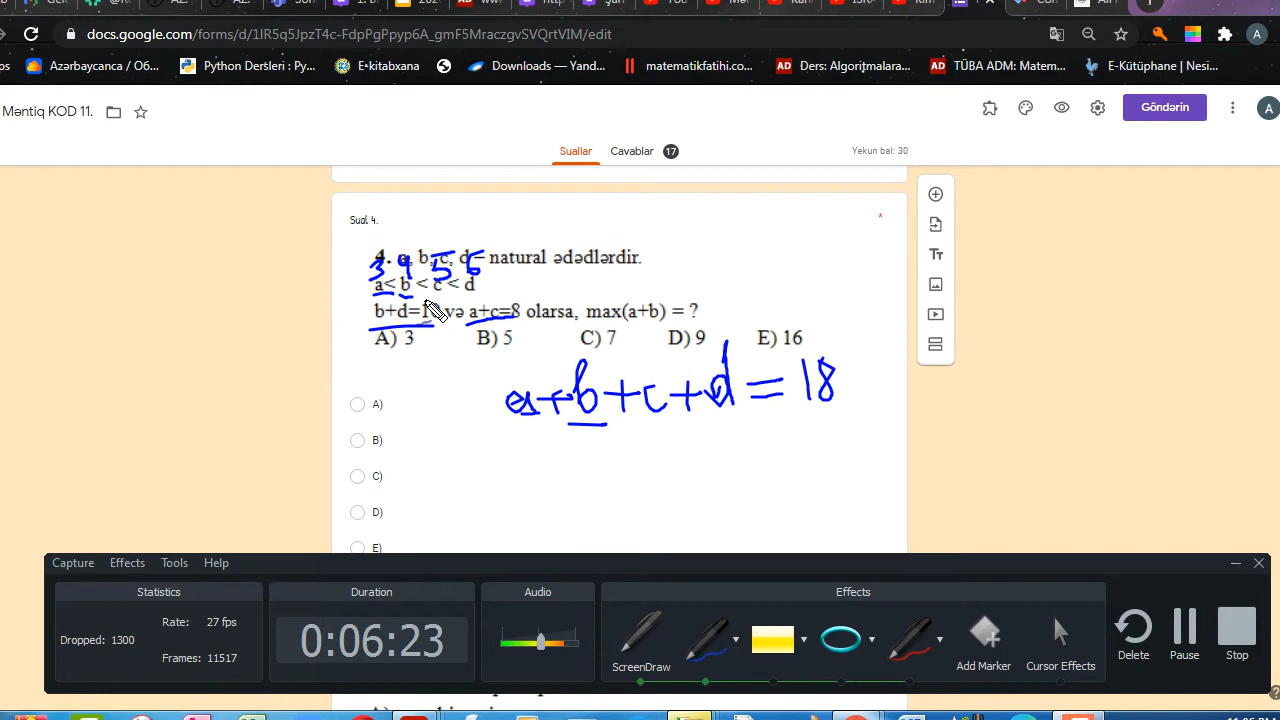 docs.google.com/forms/d/1IR5q5JpzT4c-FdpPgPpyp6A_gmF5MraczgvSVQrtVIM/edit
ps Azərbaycanca / Об... Python Dersleri : Py... E-kitabxana Downloads — Yand... matematikfatihi.co... Ders: Algoritmalara... TÜBA ADM: Matem... E-Kütüphane | Nesi...
Məntiq KOD 11. Göndərin A
Suallar Cavablar 17 Yekun bal: 30
Sual 4. *
3 4 5 6
4. a, b, c, d – natural ədədlərdir.
a< b < c < d
b+d=10 və a+c=8 olarsa, max(a+b) = ?
A) 3 B) 5 C) 7 D) 9 E) 16
a+b+c+d=18
A)
B)
C)
D)
E)
Capture Effects Tools Help
Statistics Duration Audio Effects
Dropped: 1300 Rate: 27 fps
Frames: 11517
0:06:23
ScreenDraw Add Marker Cursor Effects Delete Pause Stop